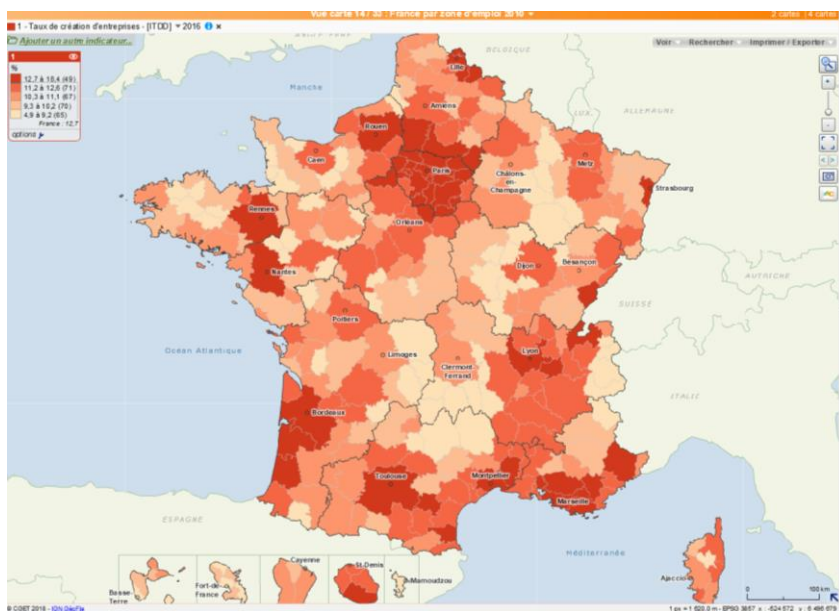 Vue carte 14 / 33 : France par zone d'emploi 2010
2 cartes | 4 cartes
1 - Taux de création d'entreprises - [ITDD] 2016
Ajouter un autre indicateur...
Voir
Rechercher
Imprimer / Exporter
1
%
12,7 à 18,4 (49)
11,2 à 12,6 (71)
10,3 à 11,1 (67)
9,3 à 10,2 (70)
4,9 à 9,2 (65)
France : 12,7
options
BELGIQUE
Manche
LUX.
ALLEMAGNE
Lille
Amiens
Rouen
Caen
Paris
Châlons-
en-
Champagne
Metz
Strasbourg
Rennes
Orléans
Nantes
Dijon
Besançon
AUTRICHE
SUISSE
Poitiers
Océan Atlantique
Limoges
Clermont-
Ferrand
Lyon
ITALIE
Bordeaux
Toulouse
Montpellier
Marseille
ESPAGNE
Méditerranée
Ajaccio
Basse-
Terre
Fort-de-
France
Cayenne
St-Denis
Mamoudzou
100 km
© CGET 2018 - IGN GéoFla